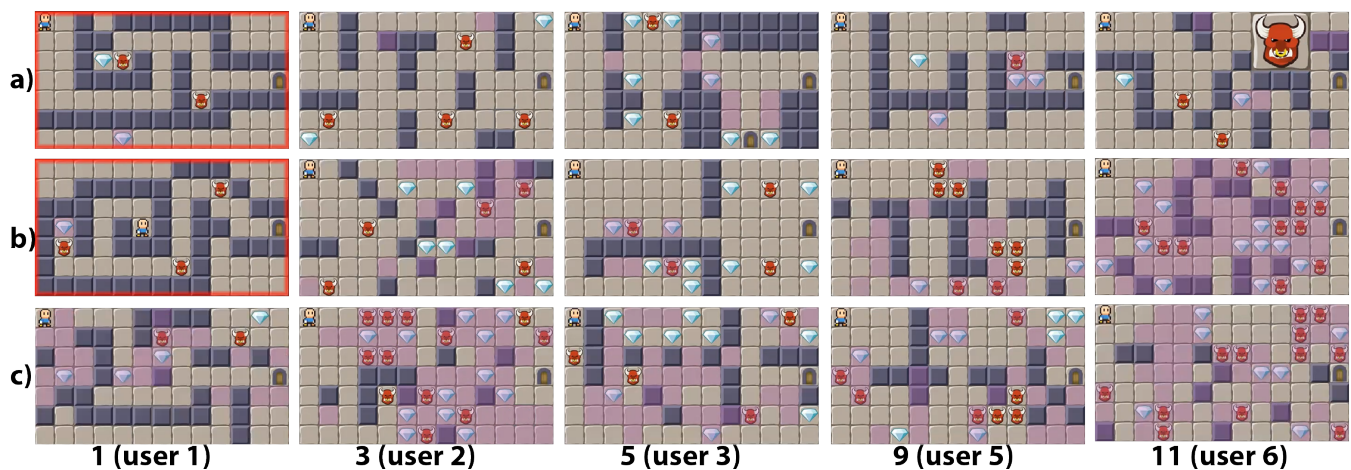 a)
b)
c)
1 (user 1) 3 (user 2) 5 (user 3) 9 (user 5) 11 (user 6)